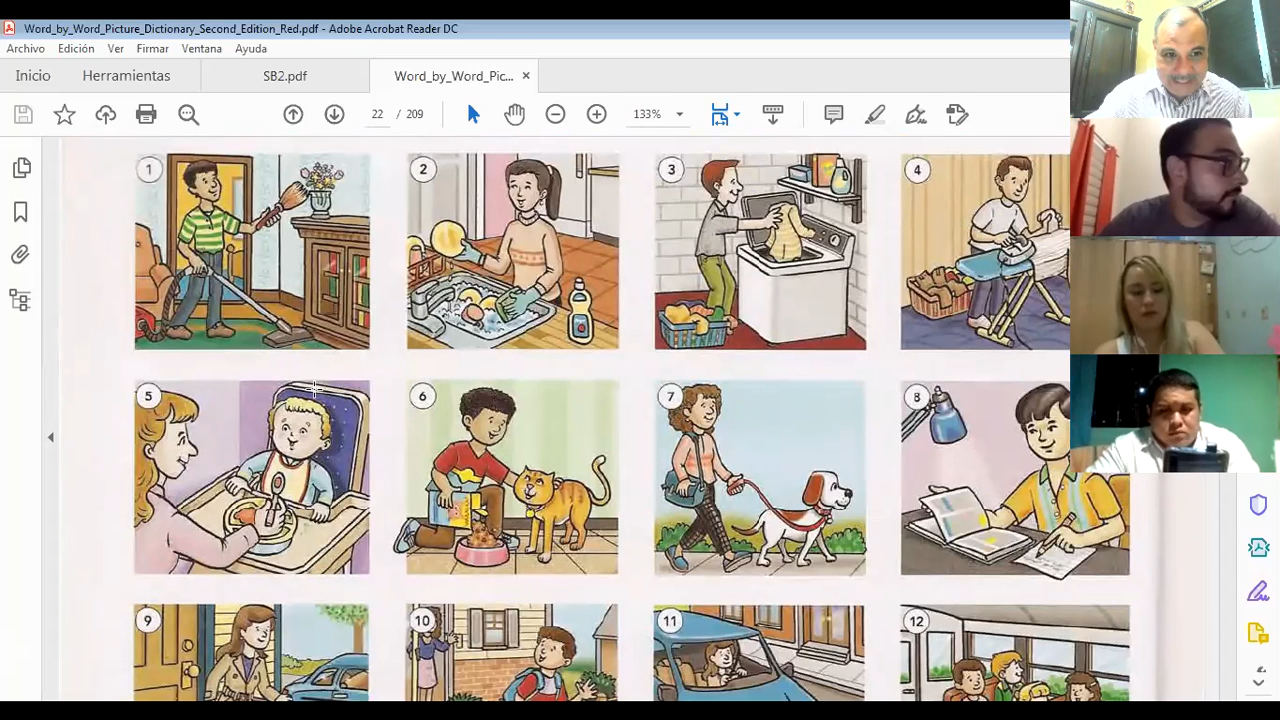 Word_by_Word_Picture_Dictionary_Second_Edition_Red.pdf - Adobe Acrobat Reader DC
Archivo Edición Ver Firmar Ventana Ayuda
Inicio Herramientas SB2.pdf Word_by_Word_Pic... ×
22 / 209 133%
1 2 3 4
5 6 7 8
9 10 11 12